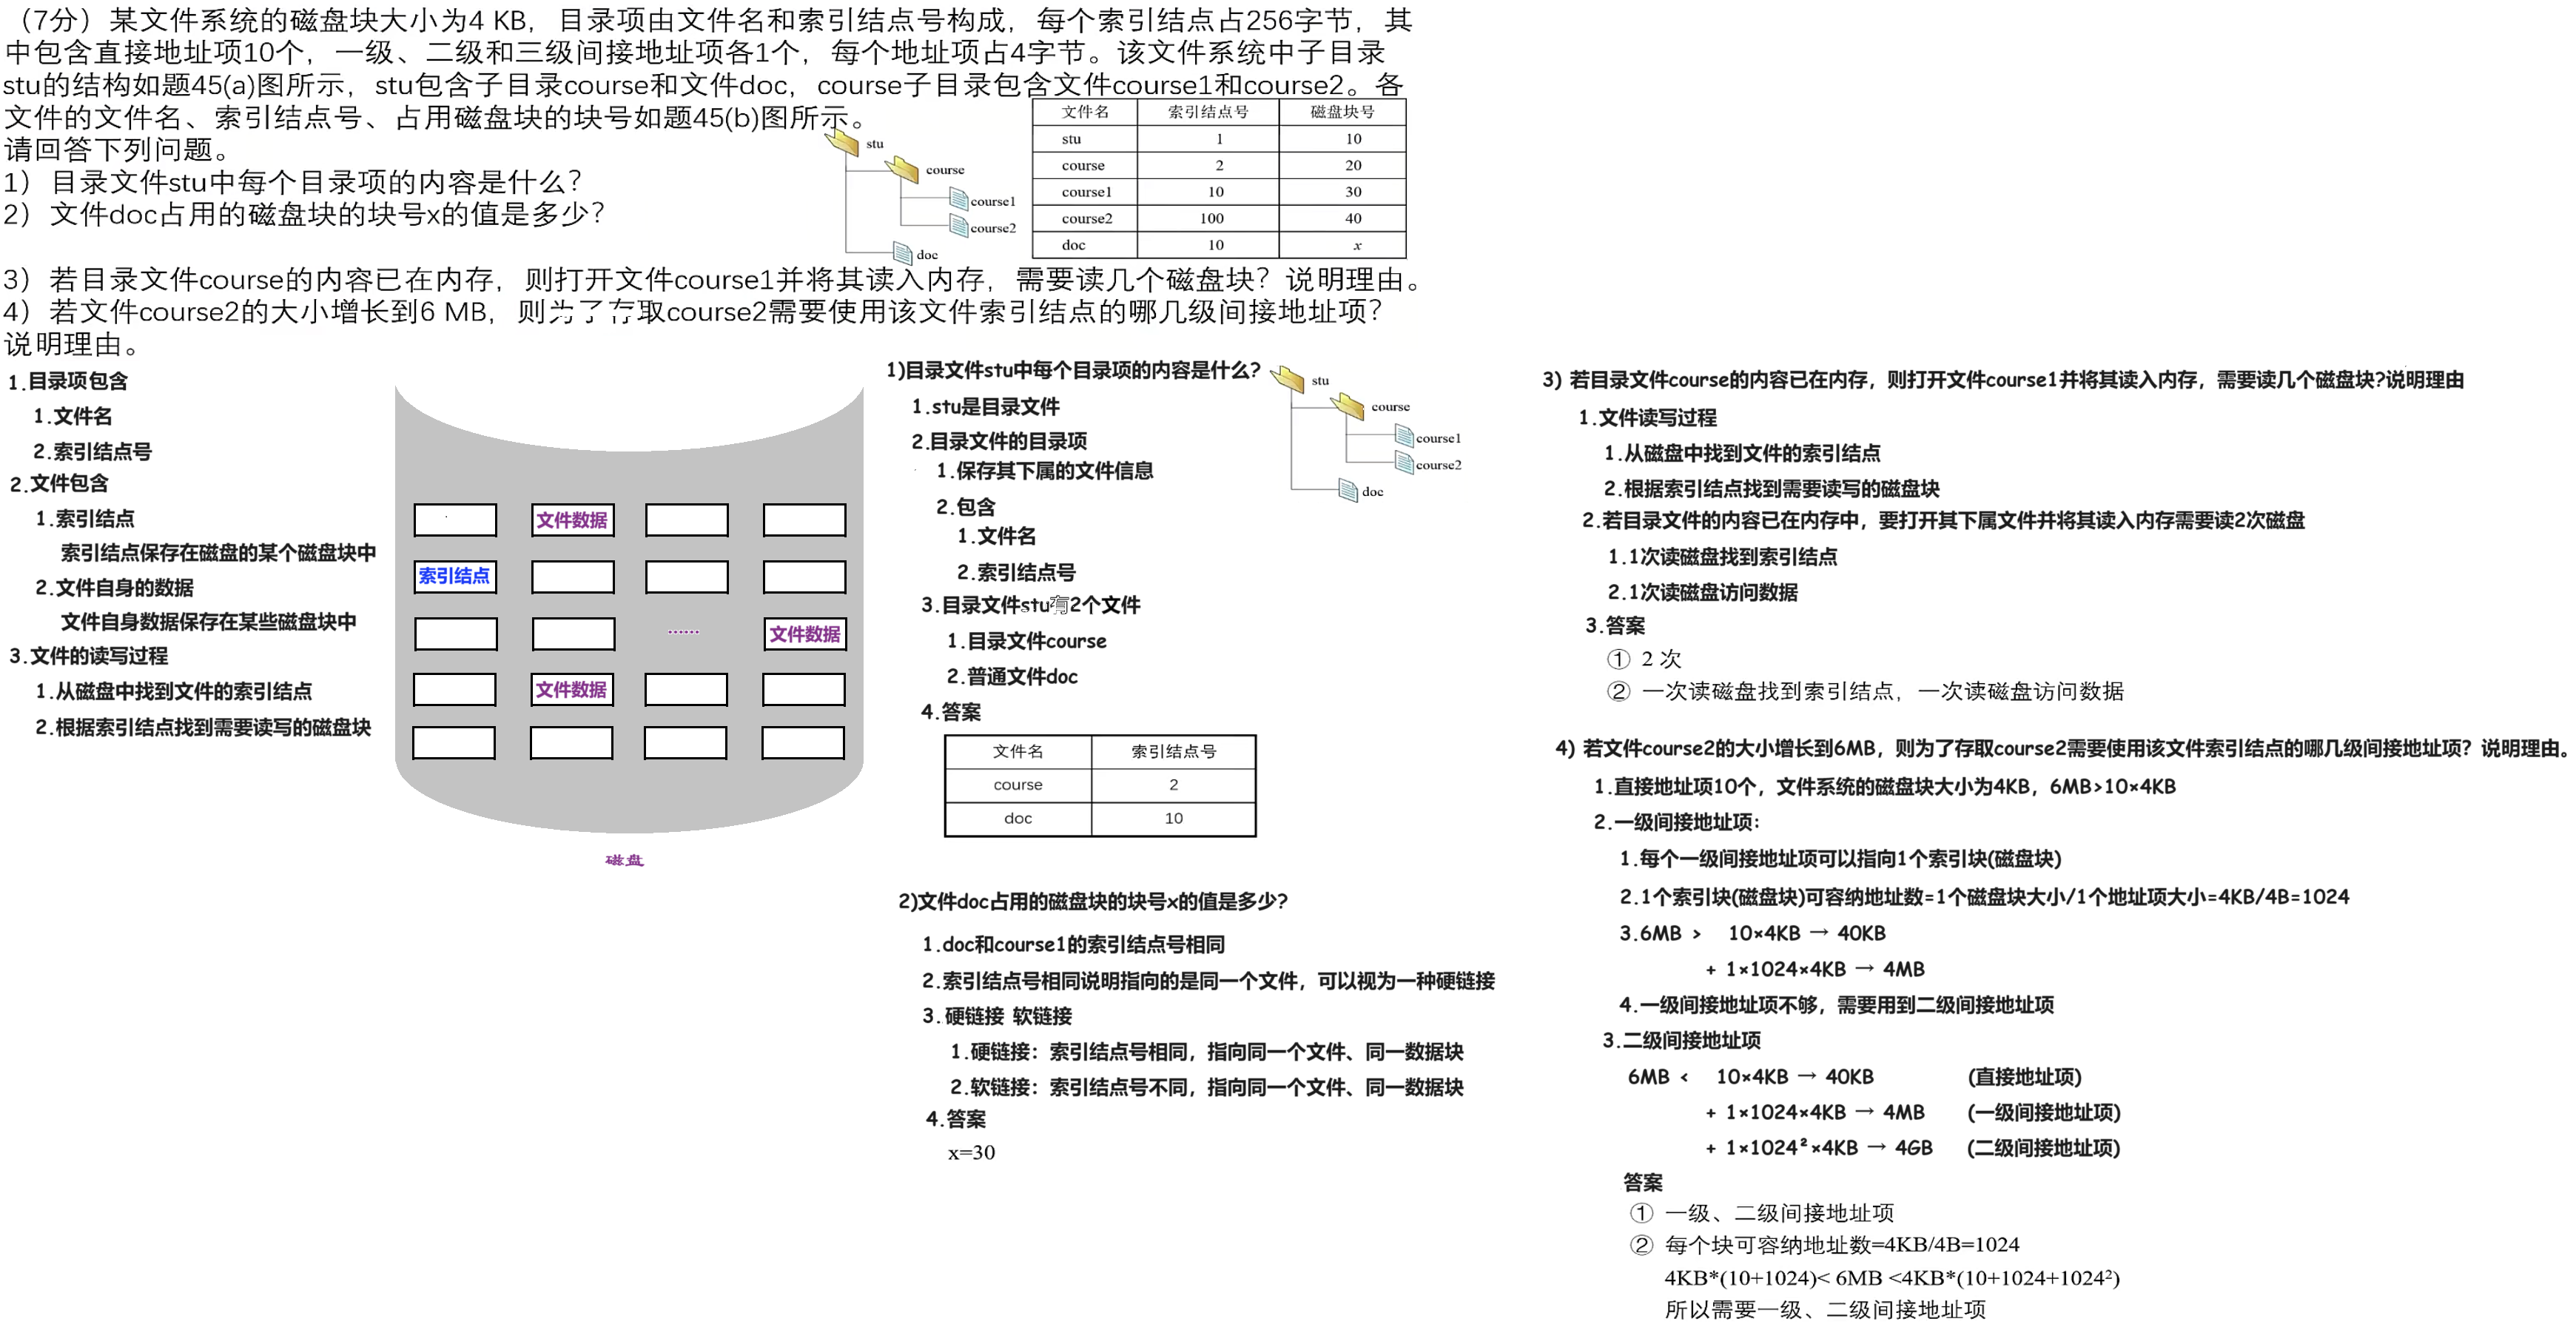 （7分）某文件系统的磁盘块大小为4 KB，目录项由文件名和索引结点号构成，每个索引结点占256字节，其
中包含直接地址项10个，一级、二级和三级间接地址项各1个，每个地址项占4字节。该文件系统中子目录
stu的结构如题45(a)图所示，stu包含子目录course和文件doc，course子目录包含文件course1和course2。各
文件的文件名、索引结点号、占用磁盘块的块号如题45(b)图所示。
请回答下列问题。
1）目录文件stu中每个目录项的内容是什么？
2）文件doc占用的磁盘块的块号x的值是多少？
stu
course
course1
course2
doc
文件名 索引结点号 磁盘块号
stu 1 10
course 2 20
course1 10 30
course2 100 40
doc 10 x
3）若目录文件course的内容已在内存，则打开文件course1并将其读入内存，需要读几个磁盘块？说明理由。
4）若文件course2的大小增长到6 MB，则为了存取course2需要使用该文件索引结点的哪几级间接地址项？
说明理由。
1.目录项包含
1.文件名
2.索引结点号
2.文件包含
1.索引结点
索引结点保存在磁盘的某个磁盘块中
2.文件自身的数据
文件自身数据保存在某些磁盘块中
3.文件的读写过程
1.从磁盘中找到文件的索引结点
2.根据索引结点找到需要读写的磁盘块
文件数据
索引结点
......
文件数据
文件数据
磁盘
1)目录文件stu中每个目录项的内容是什么?
1.stu是目录文件
2.目录文件的目录项
1.保存其下属的文件信息
2.包含
1.文件名
2.索引结点号
3.目录文件stu有2个文件
1.目录文件course
2.普通文件doc
4.答案
文件名 索引结点号
course 2
doc 10
stu
course
course1
course2
doc
2)文件doc占用的磁盘块的块号x的值是多少?
1.doc和course1的索引结点号相同
2.索引结点号相同说明指向的是同一个文件，可以视为一种硬链接
3.硬链接 软链接
1.硬链接：索引结点号相同，指向同一个文件、同一数据块
2.软链接：索引结点号不同，指向同一个文件、同一数据块
4.答案
x=30
3) 若目录文件course的内容已在内存，则打开文件course1并将其读入内存，需要读几个磁盘块?说明理由
1.文件读写过程
1.从磁盘中找到文件的索引结点
2.根据索引结点找到需要读写的磁盘块
2.若目录文件的内容已在内存中，要打开其下属文件并将其读入内存需要读2次磁盘
1.1次读磁盘找到索引结点
2.1次读磁盘访问数据
3.答案
① 2 次
② 一次读磁盘找到索引结点，一次读磁盘访问数据
4) 若文件course2的大小增长到6MB，则为了存取course2需要使用该文件索引结点的哪几级间接地址项？说明理由。
1.直接地址项10个，文件系统的磁盘块大小为4KB，6MB>10×4KB
2.一级间接地址项：
1.每个一级间接地址项可以指向1个索引块(磁盘块)
2.1个索引块(磁盘块)可容纳地址数=1个磁盘块大小/1个地址项大小=4KB/4B=1024
3.6MB > 10×4KB → 40KB
+ 1×1024×4KB → 4MB
4.一级间接地址项不够，需要用到二级间接地址项
3.二级间接地址项
6MB < 10×4KB → 40KB (直接地址项)
+ 1×1024×4KB → 4MB (一级间接地址项)
+ 1×1024²×4KB → 4GB (二级间接地址项)
答案
① 一级、二级间接地址项
② 每个块可容纳地址数=4KB/4B=1024
4KB*(10+1024)< 6MB <4KB*(10+1024+1024²)
所以需要一级、二级间接地址项